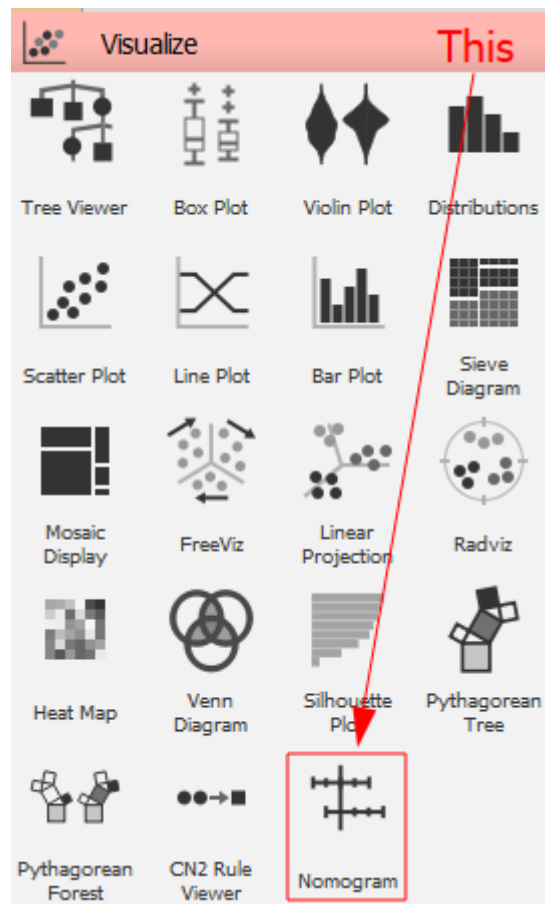 Visualize
This
Tree Viewer
Box Plot
Violin Plot
Distributions
Scatter Plot
Line Plot
Bar Plot
Sieve
Diagram
Mosaic
Display
FreeViz
Linear
Projection
Radviz
Heat Map
Venn
Diagram
Silhouette
Plot
Pythagorean
Tree
Pythagorean
Forest
CN2 Rule
Viewer
Nomogram